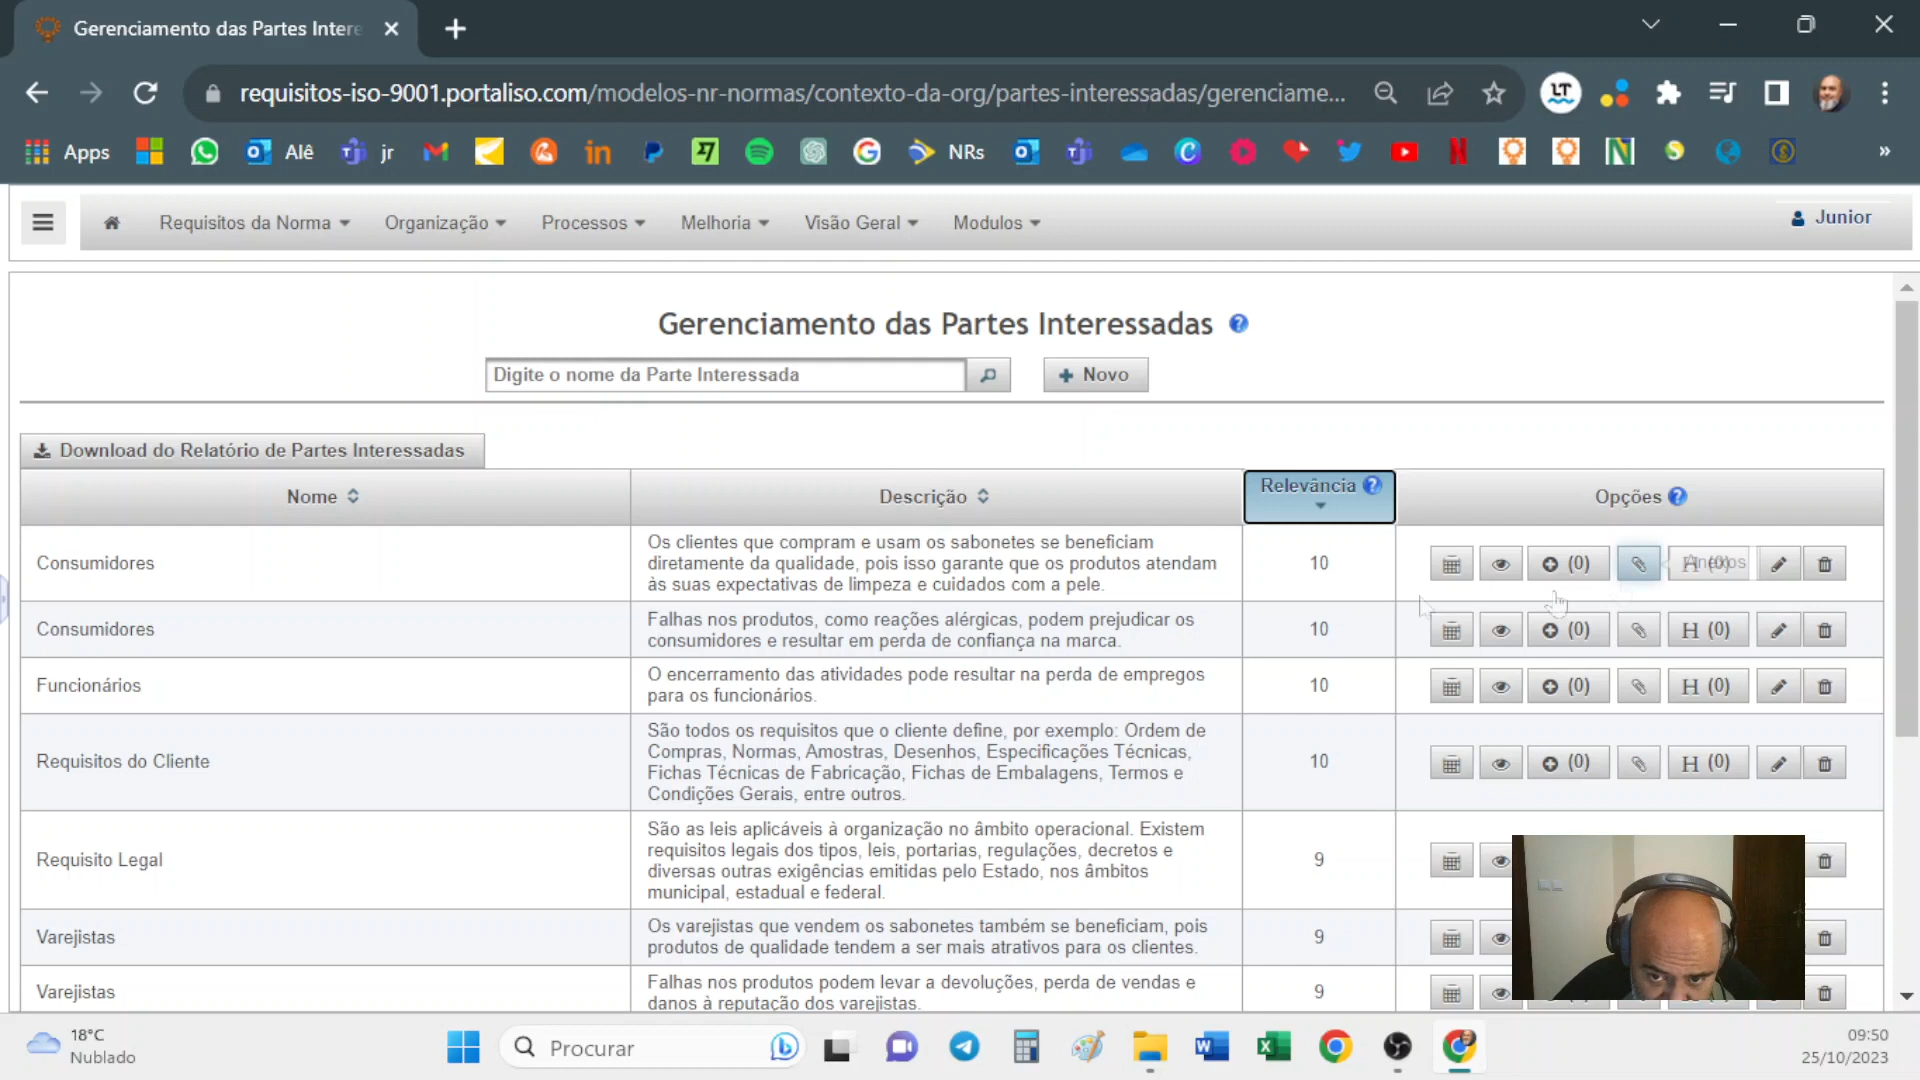 Gerenciamento das Partes Intere
requisitos-iso-9001.portaliso.com/modelos-nr-normas/contexto-da-org/partes-interessadas/gerenciame...
LT
Apps
Alê
jr
NRs
»
Requisitos da Norma
Organização
Processos
Melhoria
Visão Geral
Modulos
Junior
Gerenciamento das Partes Interessadas
Digite o nome da Parte Interessada
Novo
Download do Relatório de Partes Interessadas
Nome
Descrição
Relevância
Opções
Consumidores
Os clientes que compram e usam os sabonetes se beneficiam
diretamente da qualidade, pois isso garante que os produtos atendam
às suas expectativas de limpeza e cuidados com a pele.
10
(0)
H (0)
Anexos
Consumidores
Falhas nos produtos, como reações alérgicas, podem prejudicar os
consumidores e resultar em perda de confiança na marca.
10
(0)
H (0)
Funcionários
O encerramento das atividades pode resultar na perda de empregos
para os funcionários.
10
(0)
H (0)
Requisitos do Cliente
São todos os requisitos que o cliente define, por exemplo: Ordem de
Compras, Normas, Amostras, Desenhos, Especificações Técnicas,
Fichas Técnicas de Fabricação, Fichas de Embalagens, Termos e
Condições Gerais, entre outros.
10
(0)
H (0)
Requisito Legal
São as leis aplicáveis à organização no âmbito operacional. Existem
requisitos legais dos tipos, leis, portarias, regulações, decretos e
diversas outras exigências emitidas pelo Estado, nos âmbitos
municipal, estadual e federal.
9
Varejistas
Os varejistas que vendem os sabonetes também se beneficiam, pois
produtos de qualidade tendem a ser mais atrativos para os clientes.
9
Varejistas
Falhas nos produtos podem levar a devoluções, perda de vendas e
danos à reputação dos varejistas.
9
18°C
Nublado
Procurar
09:50
25/10/2023